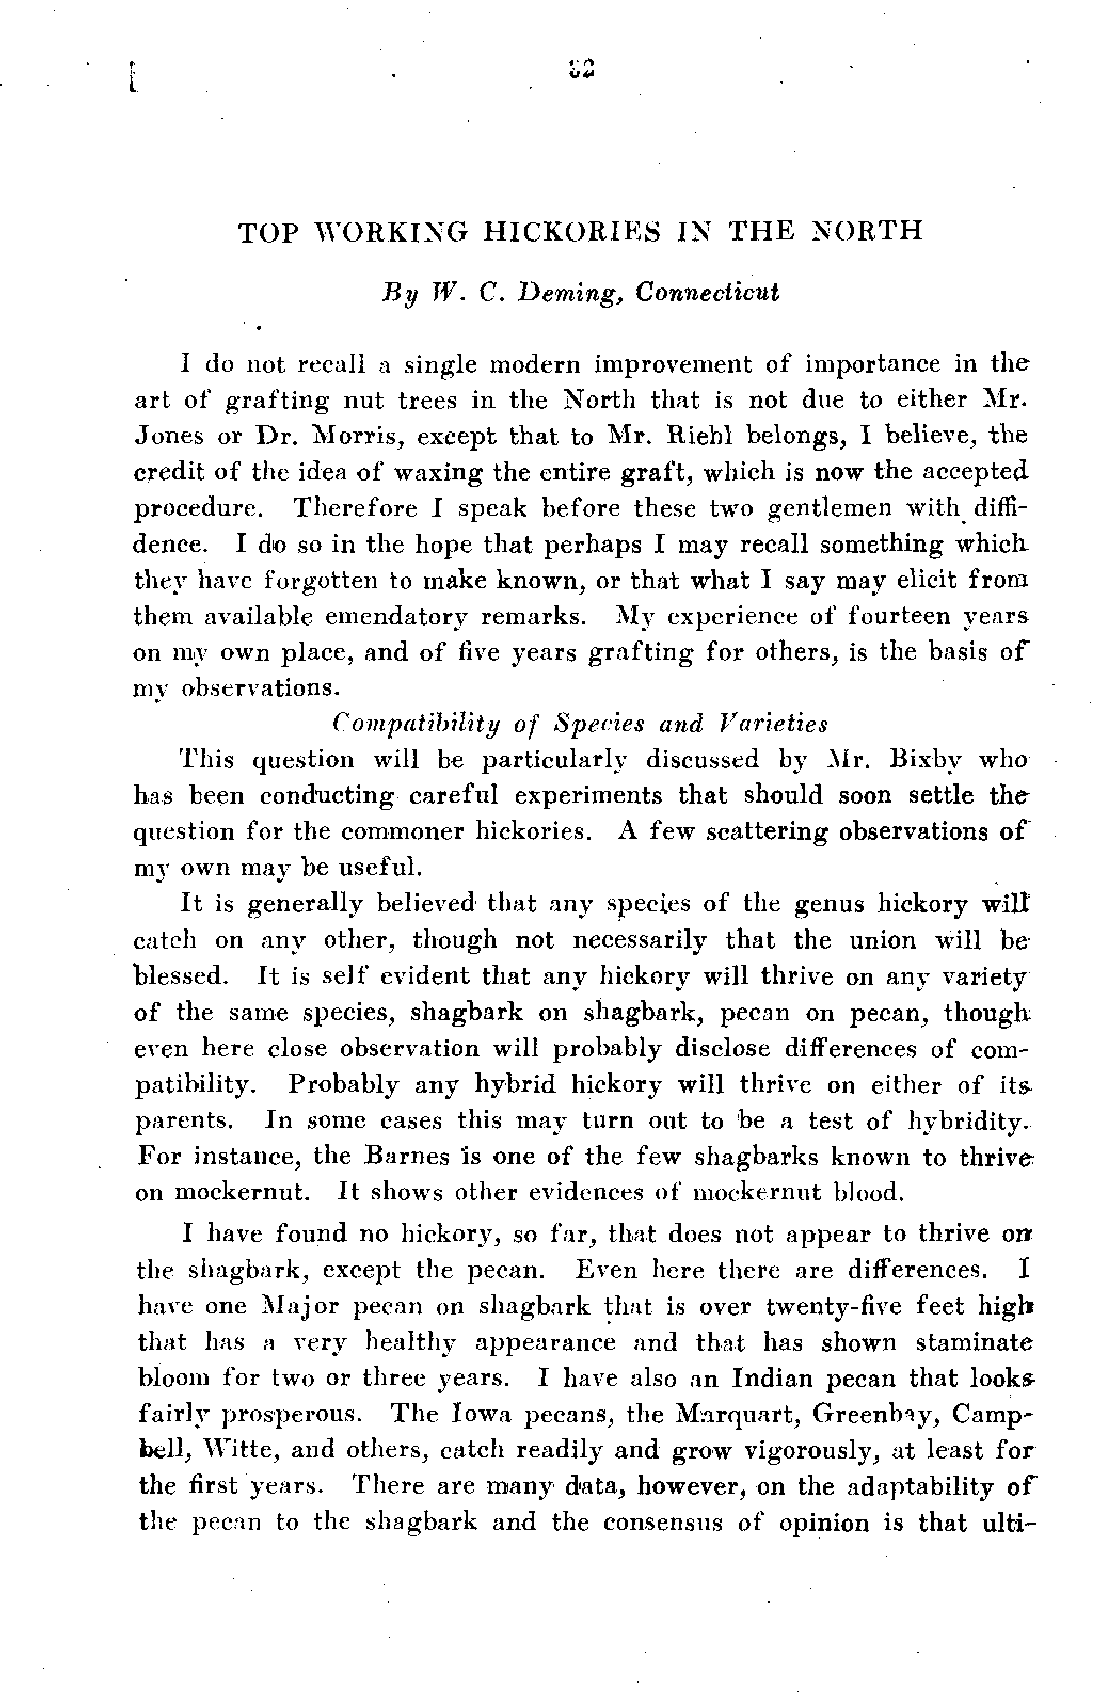 32
TOP WORKING HICKORIES IN THE NORTH
By W. C. Deming, Connecticut
I do not recall a single modern improvement of importance in the
art of grafting nut trees in the North that is not due to either Mr.
Jones or Dr. Morris, except that to Mr. Riehl belongs, I believe, the
credit of the idea of waxing the entire graft, which is now the accepted
procedure. Therefore I speak before these two gentlemen with diffi-
dence. I do so in the hope that perhaps I may recall something which
they have forgotten to make known, or that what I say may elicit from
them available emendatory remarks. My experience of fourteen years
on my own place, and of five years grafting for others, is the basis of
my observations.
Compatibility of Species and Varieties
This question will be particularly discussed by Mr. Bixby who
has been conducting careful experiments that should soon settle the
question for the commoner hickories. A few scattering observations of
my own may be useful.
It is generally believed that any species of the genus hickory will
catch on any other, though not necessarily that the union will be
blessed. It is self evident that any hickory will thrive on any variety
of the same species, shagbark on shagbark, pecan on pecan, though
even here close observation will probably disclose differences of com-
patibility. Probably any hybrid hickory will thrive on either of its
parents. In some cases this may turn out to be a test of hybridity.
For instance, the Barnes is one of the few shagbarks known to thrive
on mockernut. It shows other evidences of mockernut blood.
I have found no hickory, so far, that does not appear to thrive on
the shagbark, except the pecan. Even here there are differences. I
have one Major pecan on shagbark that is over twenty-five feet high
that has a very healthy appearance and that has shown staminate
bloom for two or three years. I have also an Indian pecan that looks
fairly prosperous. The Iowa pecans, the Marquart, Greenbay, Camp-
bell, Witte, and others, catch readily and grow vigorously, at least for
the first years. There are many data, however, on the adaptability of
the pecan to the shagbark and the consensus of opinion is that ulti-